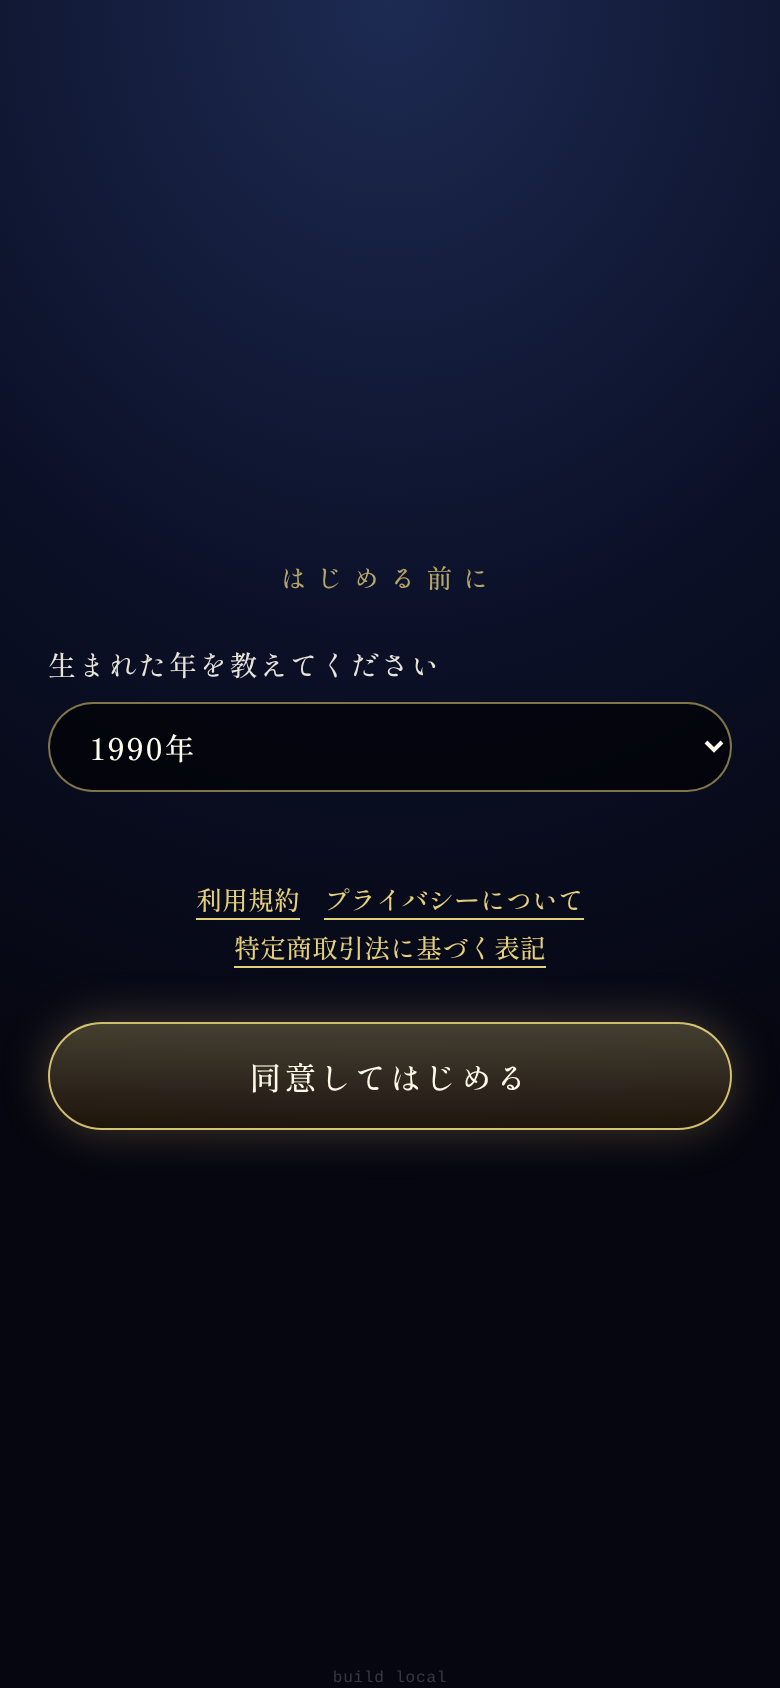 はじめる前に
生まれた年を教えてください
1990年
利用規約 プライバシーについて
特定商取引法に基づく表記
同意してはじめる
build local